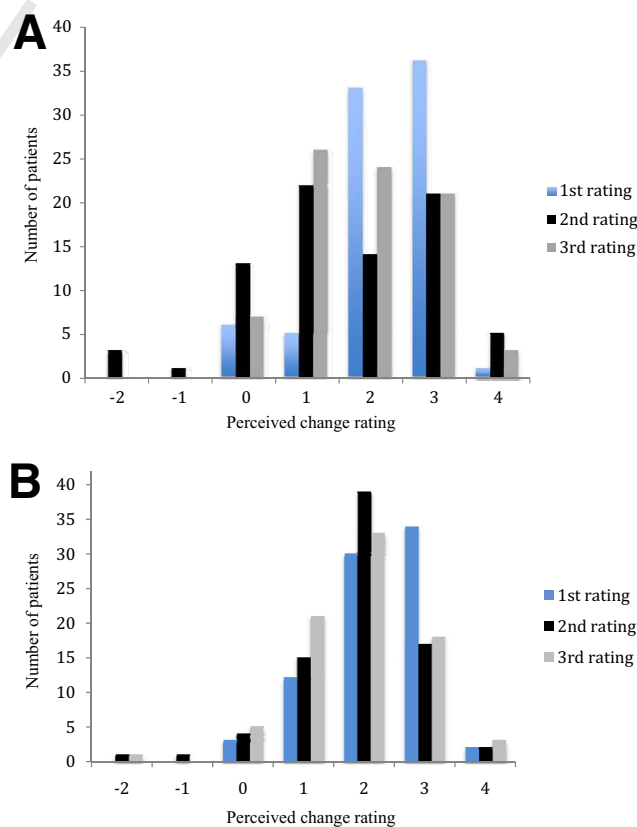 A
40
35
30
25
20
15
10
5
0
Number of patients
-2 -1 0 1 2 3 4
Perceived change rating
1st rating
2nd rating
3rd rating
B
40
35
30
25
20
15
10
5
0
Number of patients
-2 -1 0 1 2 3 4
Perceived change rating
1st rating
2nd rating
3rd rating